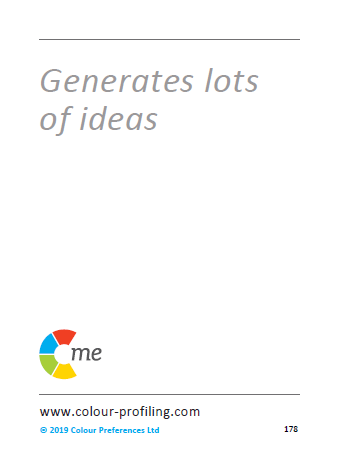 Generates lots
of ideas
me
www.colour-profiling.com
© 2019 Colour Preferences Ltd 178